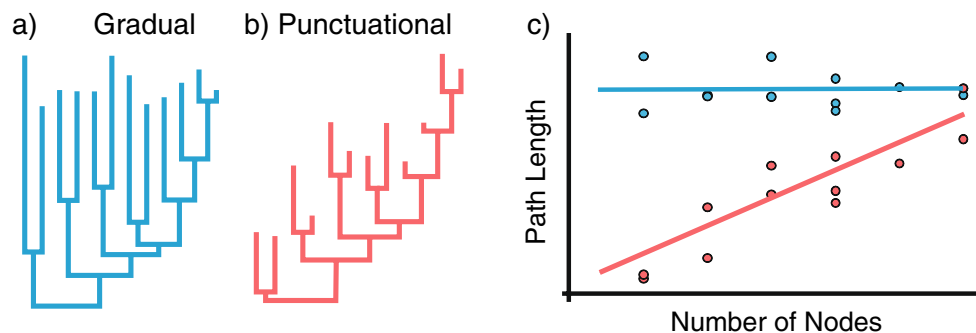 a) Gradual
b) Punctuational
c)
Path Length
Number of Nodes